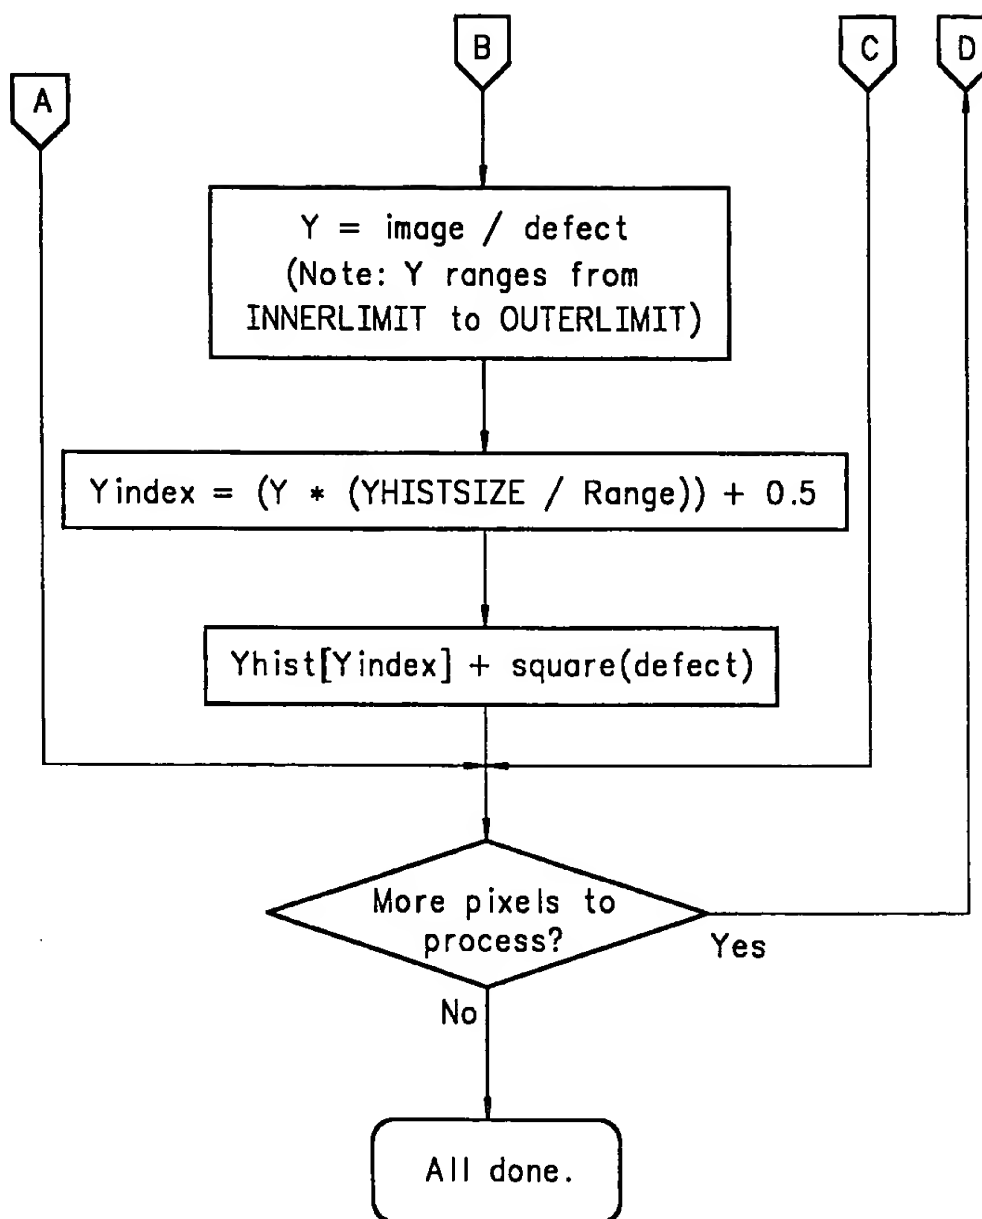 B
C
D
A
Y = image / defect
(Note: Y ranges from
INNERLIMIT to OUTERLIMIT)
Yindex = (Y * (YHISTSIZE / Range)) + 0.5
Yhist[Yindex] + square(defect)
More pixels to
process?
Yes
No
All done.